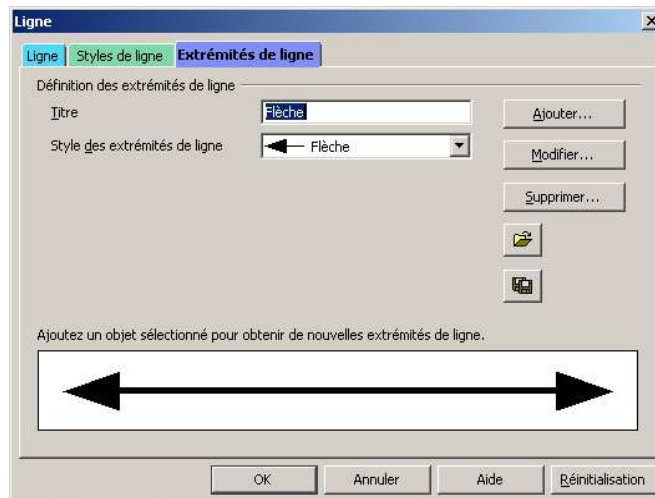 Ligne
Ligne
Styles de ligne
Extrémités de ligne
Définition des extrémités de ligne
Titre
Flèche
Ajouter...
Style des extrémités de ligne
Flèche
Modifier...
Supprimer...
Ajoutez un objet sélectionné pour obtenir de nouvelles extrémités de ligne.
OK
Annuler
Aide
Réinitialisation